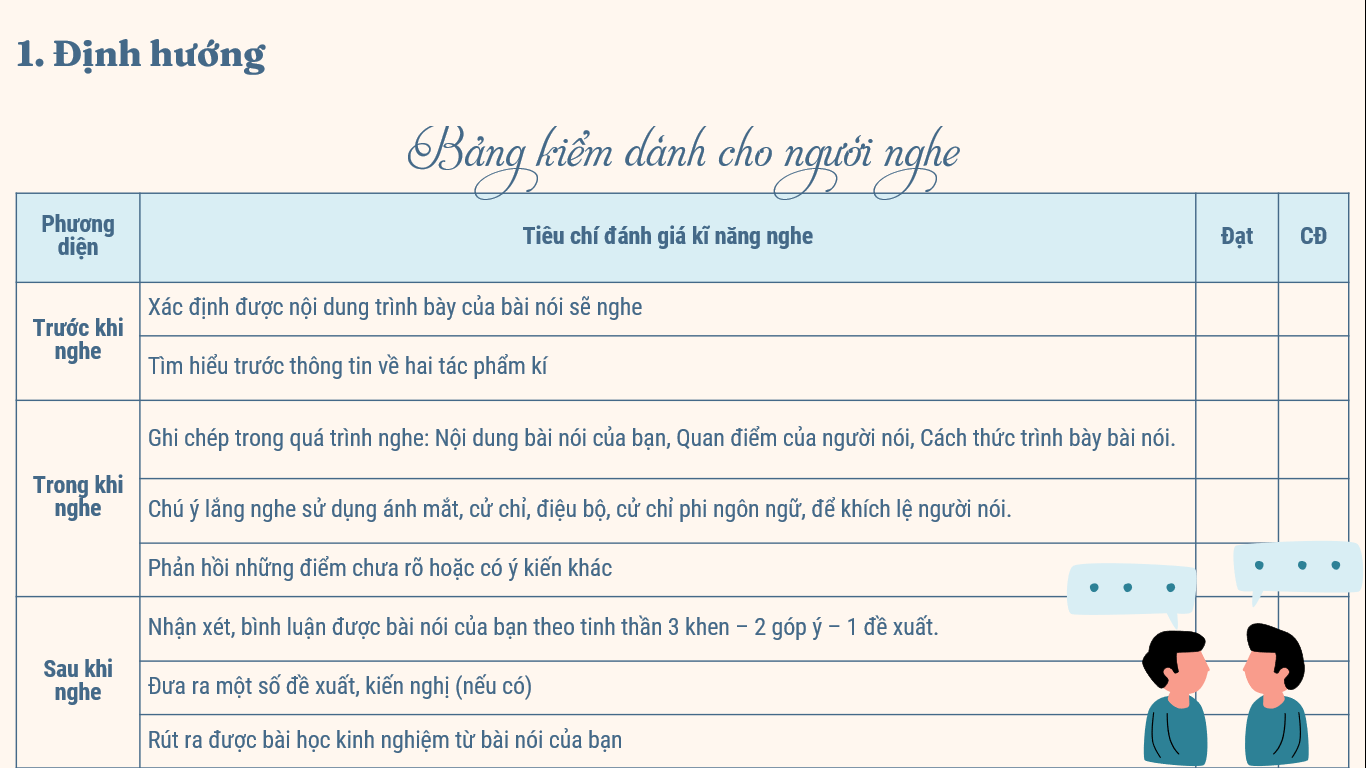 1. Định hướng
Bảng kiểm dành cho người nghe
Phương
diện
Tiêu chí đánh giá kĩ năng nghe
Đạt
CĐ
Trước khi
nghe
Xác định được nội dung trình bày của bài nói sẽ nghe
Tìm hiểu trước thông tin về hai tác phẩm kí
Trong khi
nghe
Ghi chép trong quá trình nghe: Nội dung bài nói của bạn, Quan điểm của người nói, Cách thức trình bày bài nói.
Chú ý lắng nghe sử dụng ánh mắt, cử chỉ, điệu bộ, cử chỉ phi ngôn ngữ, để khích lệ người nói.
Phản hồi những điểm chưa rõ hoặc có ý kiến khác
Sau khi
nghe
Nhận xét, bình luận được bài nói của bạn theo tinh thần 3 khen – 2 góp ý – 1 đề xuất.
Đưa ra một số đề xuất, kiến nghị (nếu có)
Rút ra được bài học kinh nghiệm từ bài nói của bạn